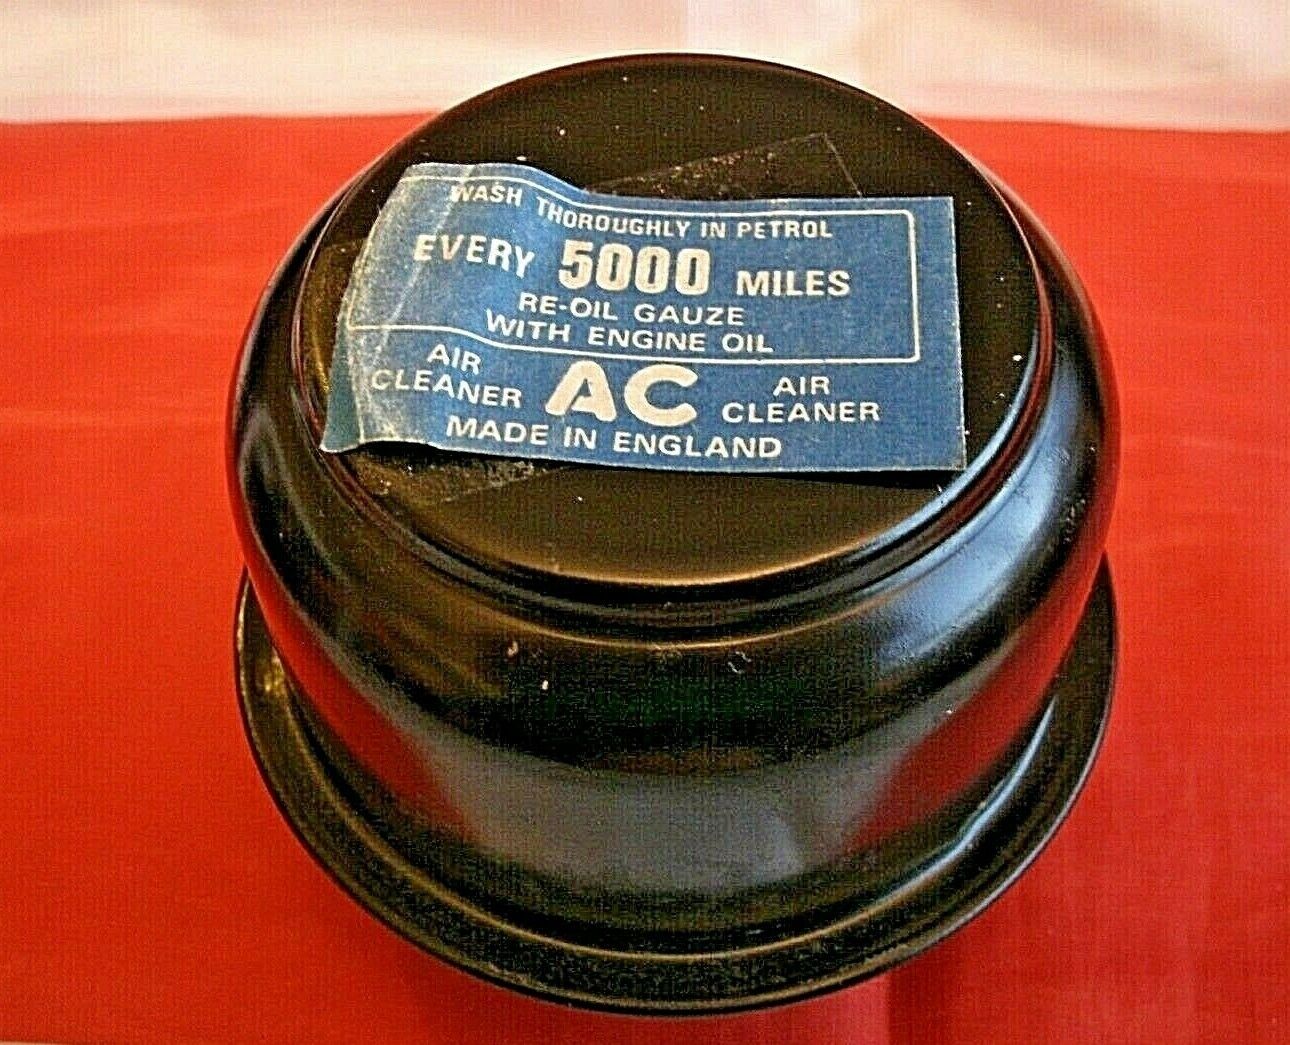 WASH THOROUGHLY IN PETROL
EVERY 5000 MILES
RE-OIL GAUZE
WITH ENGINE OIL
AIR CLEANER AC AIR CLEANER
MADE IN ENGLAND